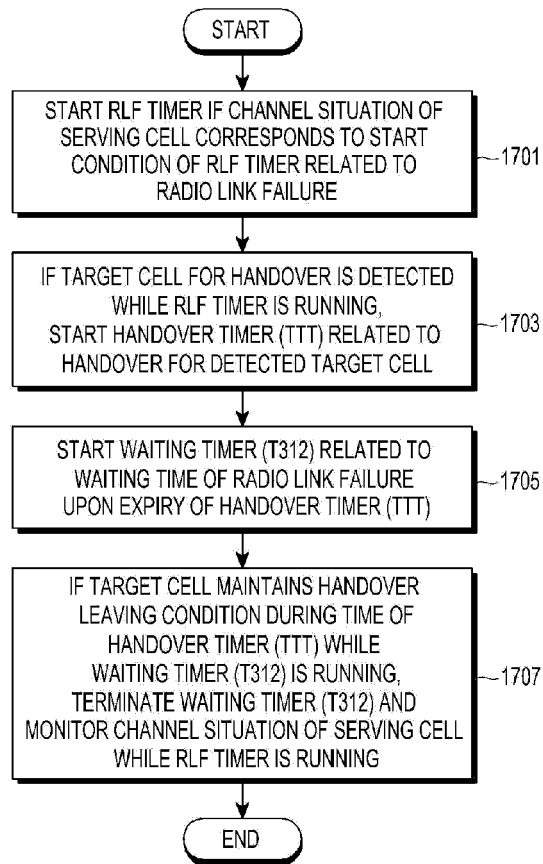 START
START RLF TIMER IF CHANNEL SITUATION OF
SERVING CELL CORRESPONDS TO START
CONDITION OF RLF TIMER RELATED TO
RADIO LINK FAILURE
1701
IF TARGET CELL FOR HANDOVER IS DETECTED
WHILE RLF TIMER IS RUNNING,
START HANDOVER TIMER (TTT) RELATED TO
HANDOVER FOR DETECTED TARGET CELL
1703
START WAITING TIMER (T312) RELATED TO
WAITING TIME OF RADIO LINK FAILURE
UPON EXPIRY OF HANDOVER TIMER (TTT)
1705
IF TARGET CELL MAINTAINS HANDOVER
LEAVING CONDITION DURING TIME OF
HANDOVER TIMER (TTT) WHILE
WAITING TIMER (T312) IS RUNNING,
TERMINATE WAITING TIMER (T312) AND
MONITOR CHANNEL SITUATION OF SERVING CELL
WHILE RLF TIMER IS RUNNING
1707
END